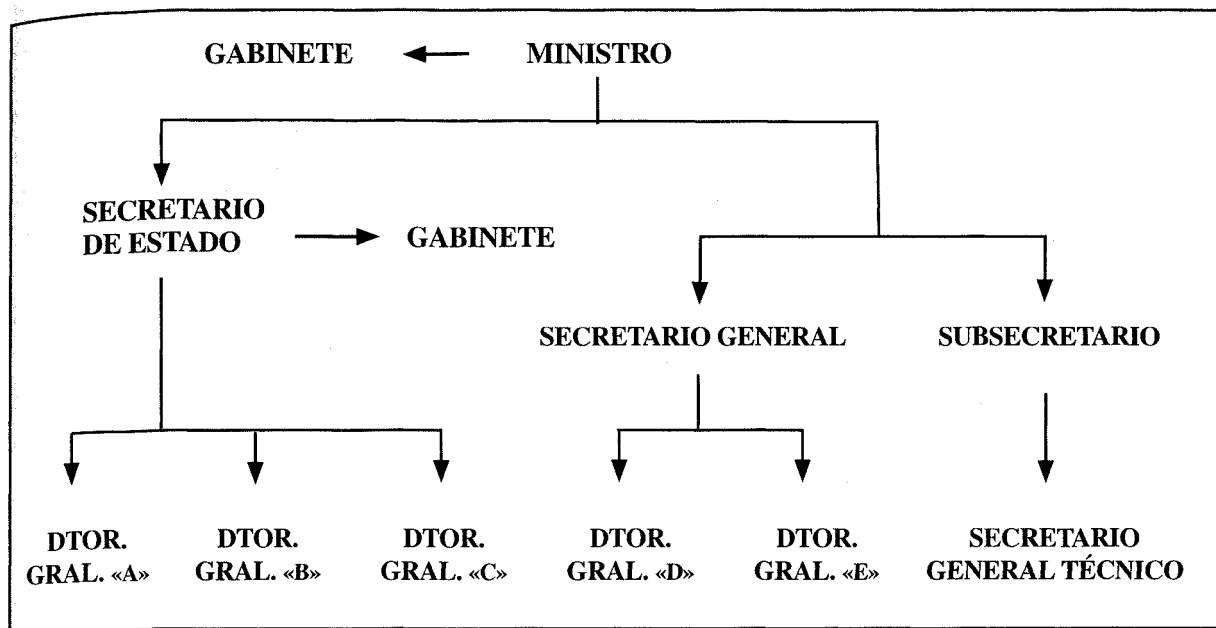 GABINETE
MINISTRO
SECRETARIO
DE ESTADO
GABINETE
SECRETARIO GENERAL
SUBSECRETARIO
DTOR.
GRAL. «A»
DTOR.
GRAL. «B»
DTOR.
GRAL. «C»
DTOR.
GRAL. «D»
DTOR.
GRAL. «E»
SECRETARIO
GENERAL TÉCNICO